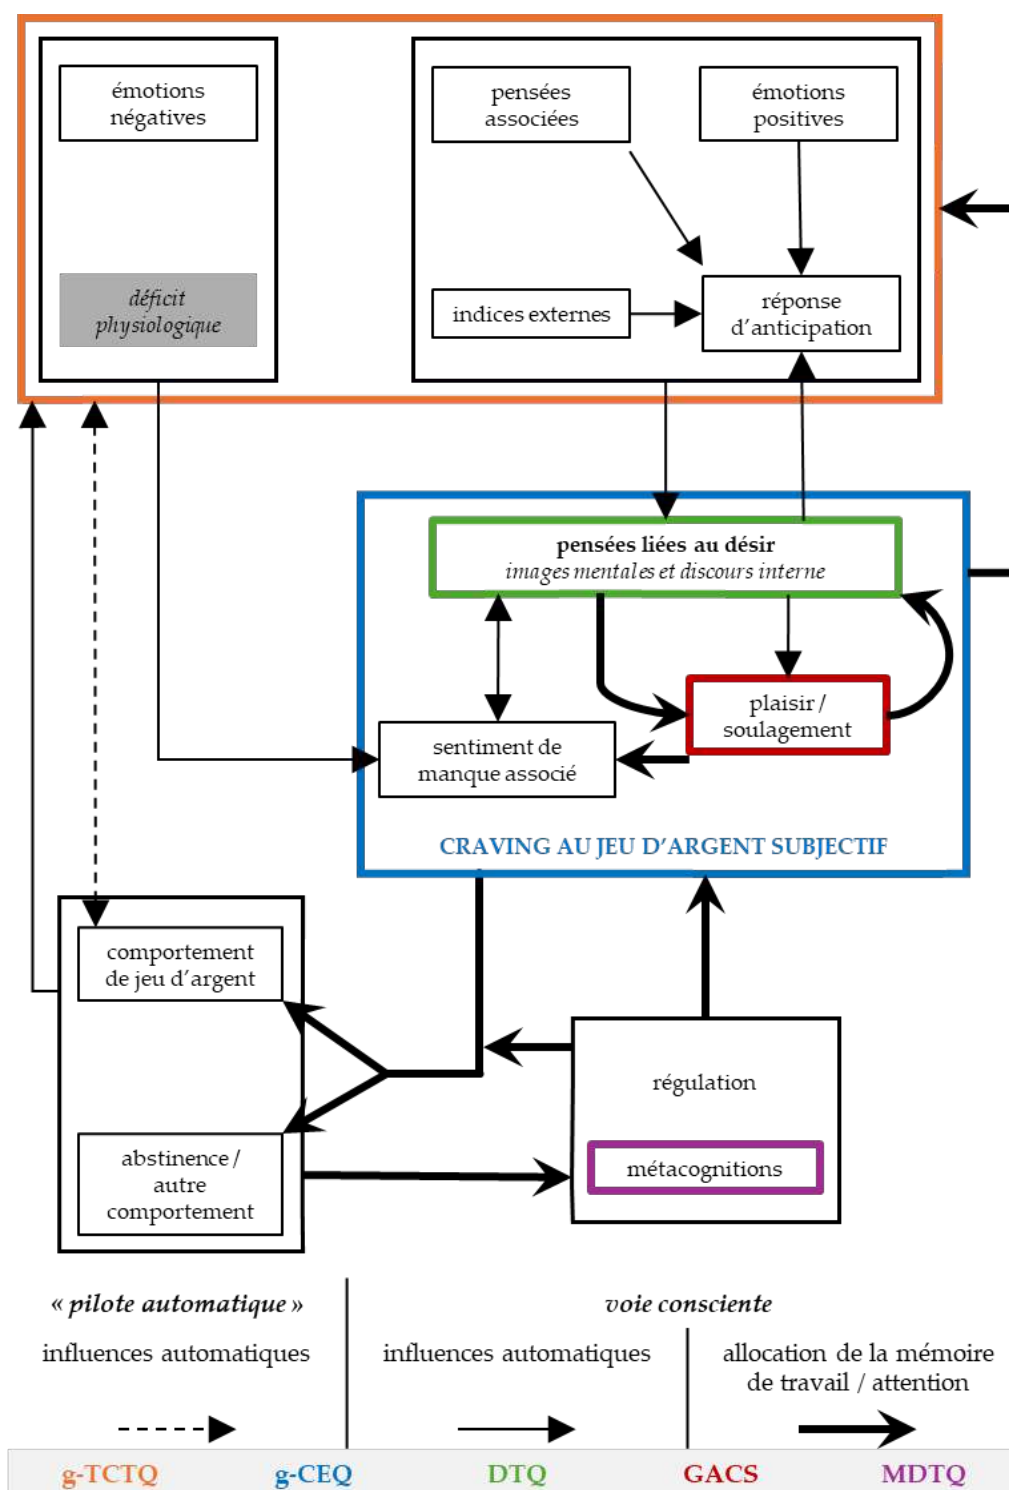 émotions
négatives
pensées
associées
émotions
positives
déficit
physiologique
indices externes
réponse
d'anticipation
pensées liées au désir
images mentales et discours interne
plaisir /
soulagement
sentiment de
manque associé
CRAVING AU JEU D'ARGENT SUBJECTIF
comportement
de jeu d'argent
régulation
abstinence /
autre
comportement
métacognitions
« pilote automatique »
voie consciente
influences automatiques
influences automatiques
allocation de la mémoire
de travail / attention
g-TCTQ
g-CEQ
DTQ
GACS
MDTQ